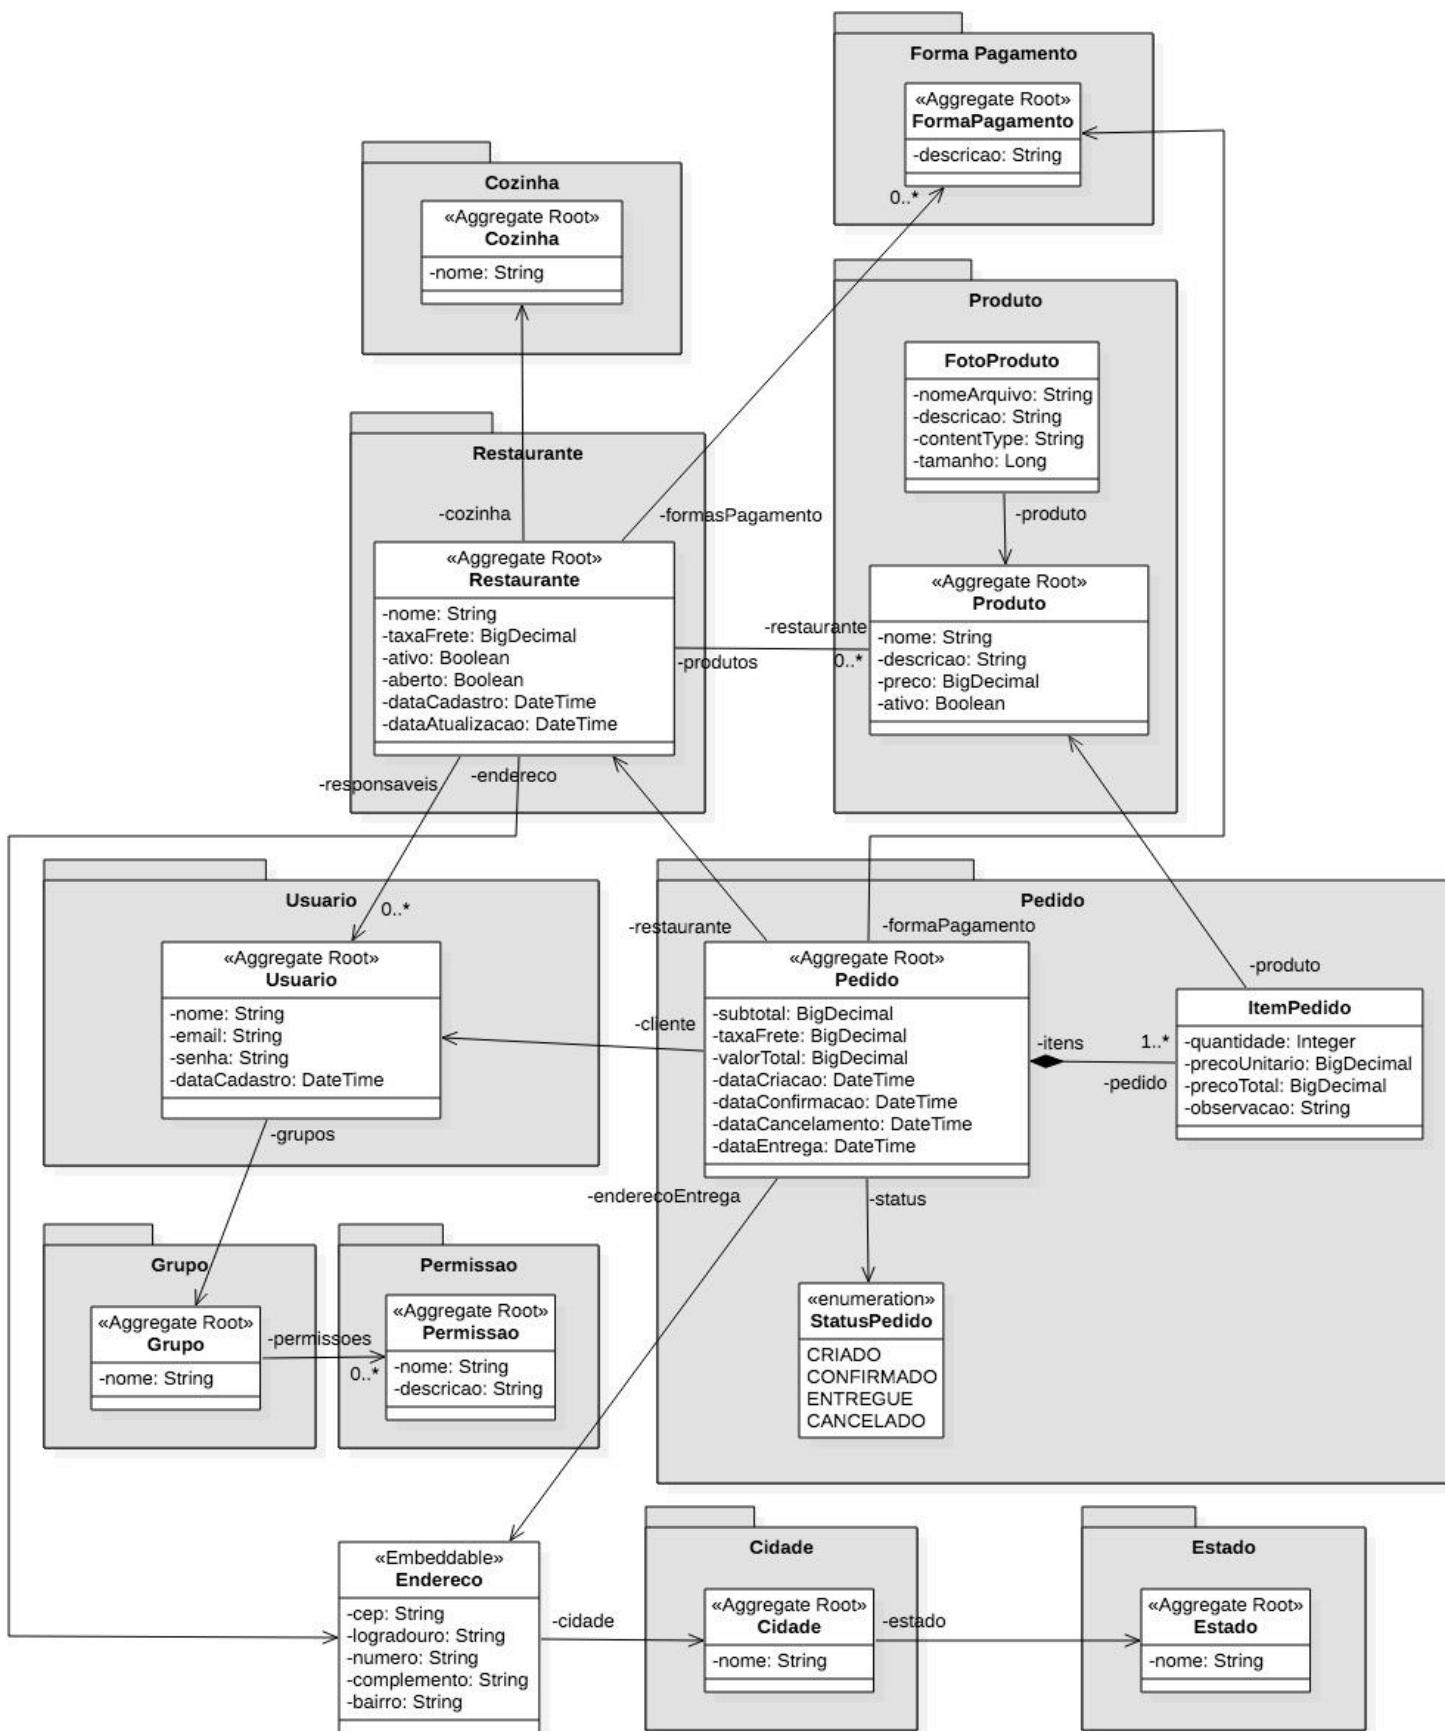 Forma Pagamento
«Aggregate Root»
FormaPagamento
-descricao: String
0..*
Cozinha
«Aggregate Root»
Cozinha
-nome: String
Produto
FotoProduto
-nomeArquivo: String
-descricao: String
-contentType: String
-tamanho: Long
-produto
Restaurante
-cozinha
-formasPagamento
«Aggregate Root»
Restaurante
-nome: String
-taxaFrete: BigDecimal
-ativo: Boolean
-aberto: Boolean
-dataCadastro: DateTime
-dataAtualizacao: DateTime
-restaurante
-produtos
0..*
«Aggregate Root»
Produto
-nome: String
-descricao: String
-preco: BigDecimal
-ativo: Boolean
-responsaveis
-endereco
Usuario
0..*
«Aggregate Root»
Usuario
-nome: String
-email: String
-senha: String
-dataCadastro: DateTime
-grupos
Pedido
-restaurante
-formaPagamento
-cliente
«Aggregate Root»
Pedido
-subtotal: BigDecimal
-taxaFrete: BigDecimal
-valorTotal: BigDecimal
-dataCriacao: DateTime
-dataConfirmacao: DateTime
-dataCancelamento: DateTime
-dataEntrega: DateTime
-itens
1..*
-pedido
-produto
ItemPedido
-quantidade: Integer
-precoUnitario: BigDecimal
-precoTotal: BigDecimal
-observacao: String
-enderecoEntrega
-status
«enumeration»
StatusPedido
CRIADO
CONFIRMADO
ENTREGUE
CANCELADO
Grupo
«Aggregate Root»
Grupo
-nome: String
-permissoes
0..*
Permissao
«Aggregate Root»
Permissao
-nome: String
-descricao: String
«Embeddable»
Endereco
-cep: String
-logradouro: String
-numero: String
-complemento: String
-bairro: String
-cidade
Cidade
«Aggregate Root»
Cidade
-nome: String
-estado
Estado
«Aggregate Root»
Estado
-nome: String